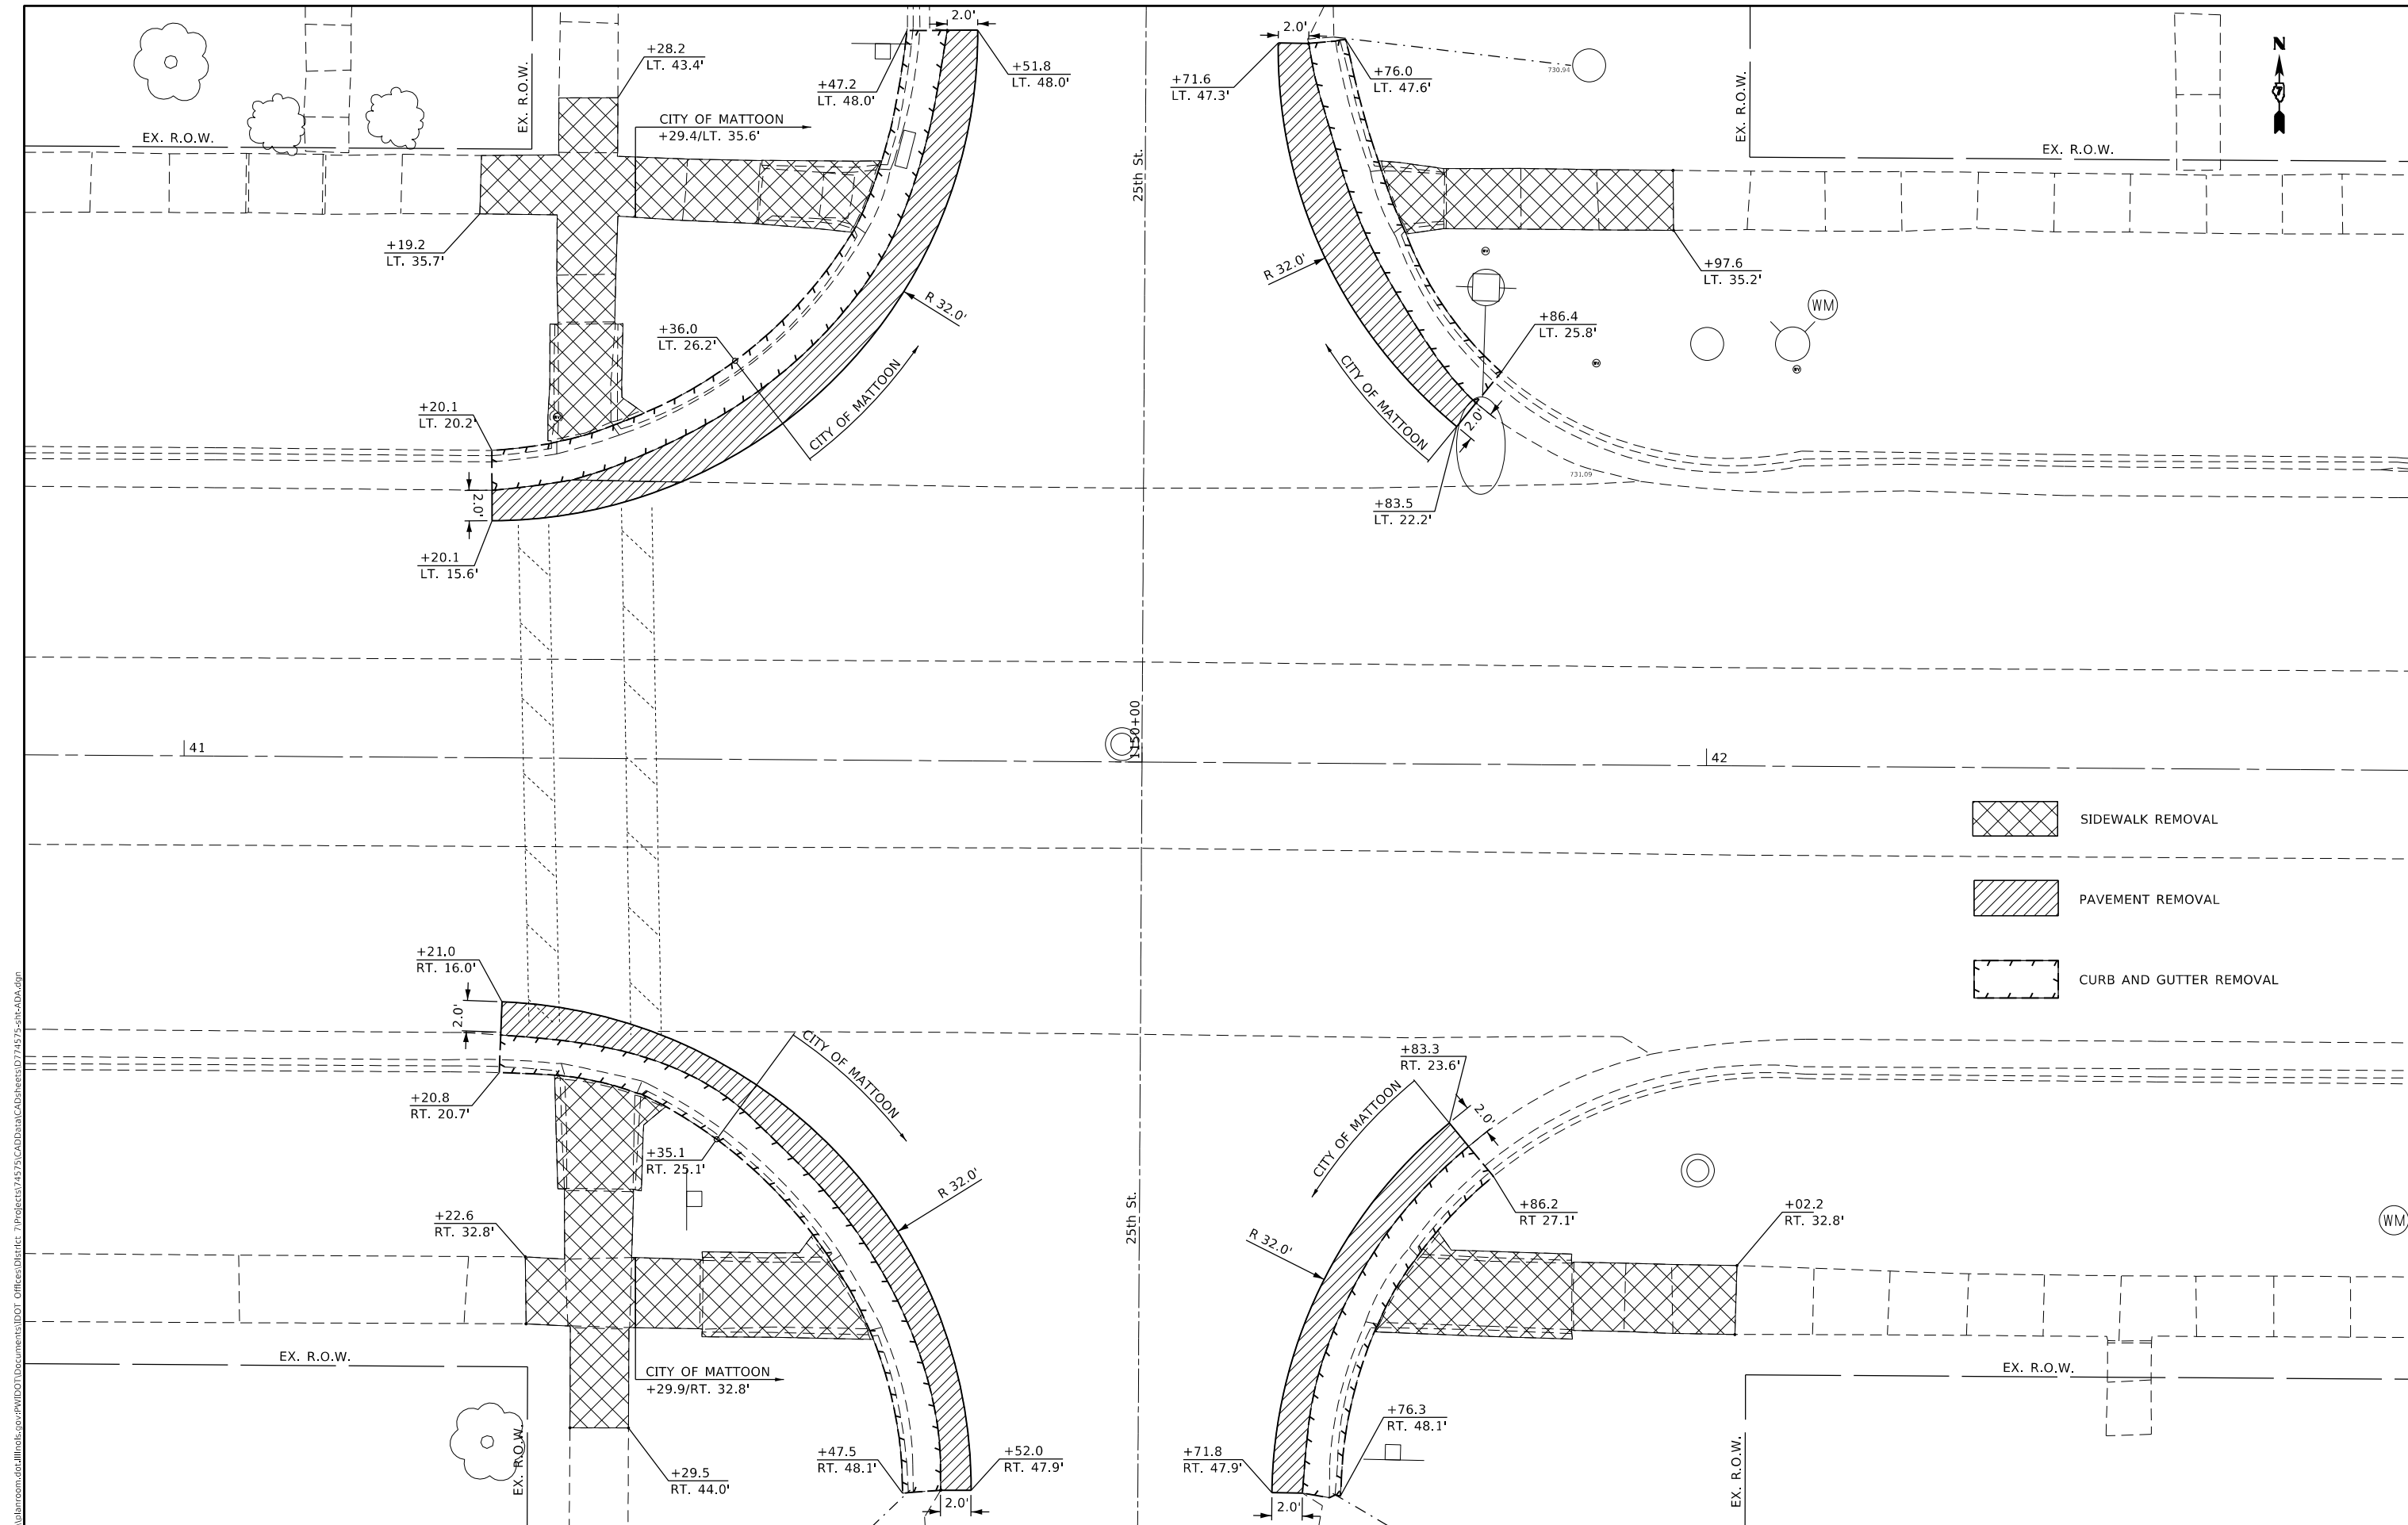 2.0'
+28.2
LT. 43.4'
+47.2
LT. 48.0'
+51.8
LT. 48.0'
2.0'
+71.6
LT. 47.3'
+76.0
LT. 47.6'
730.94
N
EX. R.O.W.
EX. R.O.W.
CITY OF MATTOON
+29.4/LT. 35.6'
25th St.
EX. R.O.W.
EX. R.O.W.
+19.2
LT. 35.7'
R 32.0'
R 32.0'
+97.6
LT. 35.2'
WM
+36.0
LT. 26.2'
CITY OF MATTOON
CITY OF MATTOON
+86.4
LT. 25.8'
+20.1
LT. 20.2'
2.0'
2.0'
731.09
+83.5
LT. 22.2'
+20.1
LT. 15.6'
41
1150+00
42
SIDEWALK REMOVAL
PAVEMENT REMOVAL
CURB AND GUTTER REMOVAL
+21.0
RT. 16.0'
2.0'
+20.8
RT. 20.7'
CITY OF MATTOON
+35.1
RT. 25.1'
R 32.0'
+83.3
RT. 23.6'
2.0'
CITY OF MATTOON
+86.2
RT 27.1'
+02.2
RT. 32.8'
WM
+22.6
RT. 32.8'
25th St.
R 32.0'
EX. R.O.W.
CITY OF MATTOON
+29.9/RT. 32.8'
EX. R.O.W.
EX. R.O.W.
+29.5
RT. 44.0'
+47.5
RT. 48.1'
+52.0
RT. 47.9'
2.0'
+71.8
RT. 47.9'
2.0'
+76.3
RT. 48.1'
EX. R.O.W.